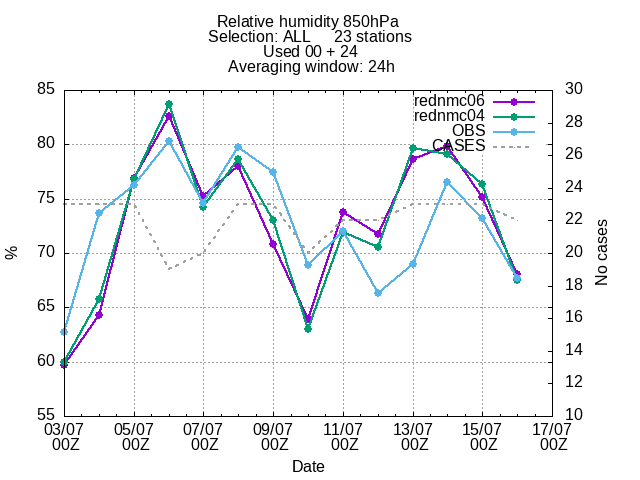 Relative humidity 850hPa
Selection: ALL 23 stations
Used 00 + 24
Averaging window: 24h
85
80
75
70
65
60
55
%
30
28
26
24
22
20
18
16
14
12
10
No cases
rednmc06
rednmc04
OBS
CASES
03/07 05/07 07/07 09/07 11/07 13/07 15/07 17/07
00Z 00Z 00Z 00Z 00Z 00Z 00Z 00Z
Date